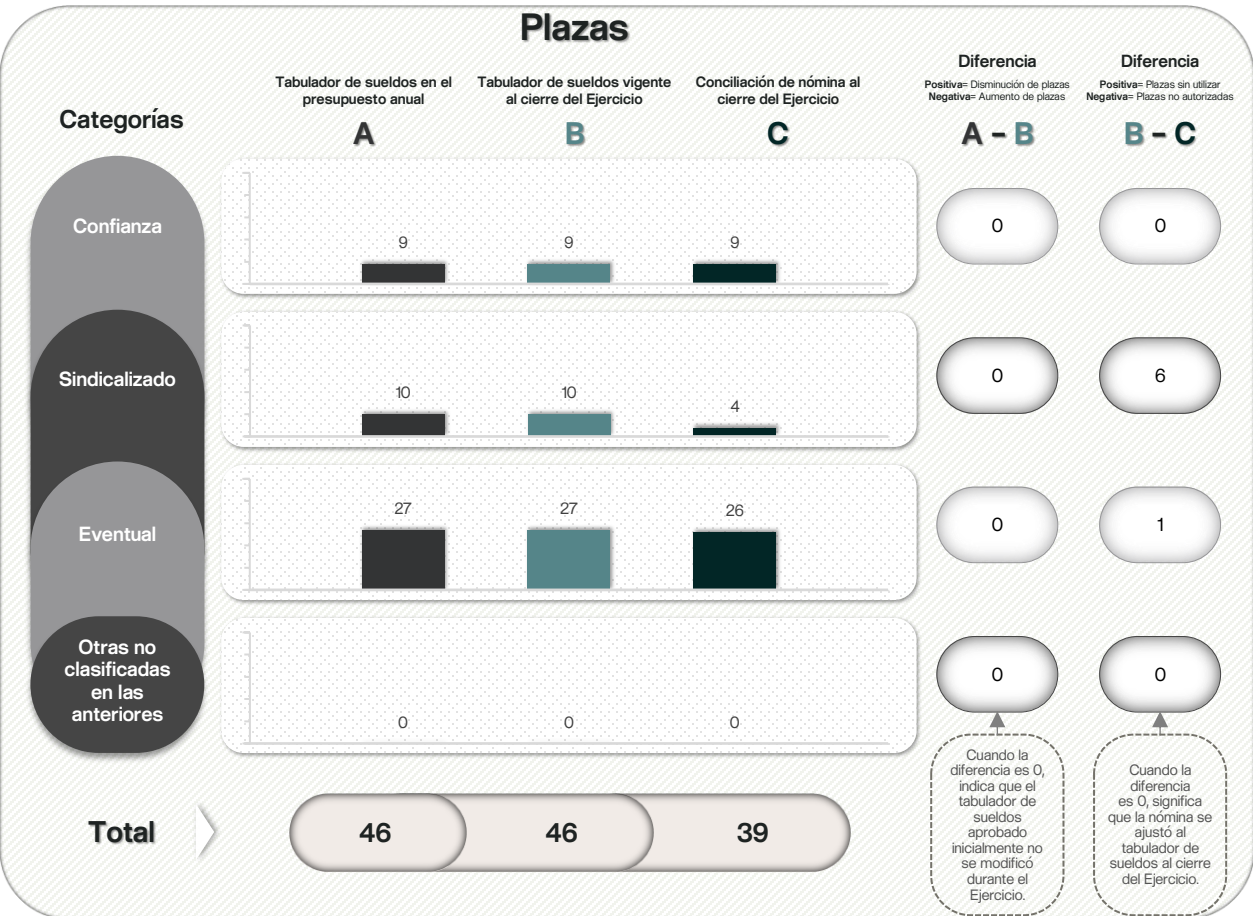 Plazas
Categorías
Tabulador de sueldos en el
presupuesto anual
A
Tabulador de sueldos vigente
al cierre del Ejercicio
B
Conciliación de nómina al
cierre del Ejercicio
C
Diferencia
Positiva= Disminución de plazas
Negativa= Aumento de plazas
A – B
Diferencia
Positiva= Plazas sin utilizar
Negativa= Plazas no autorizadas
B – C
Confianza
9
9
9
0
0
Sindicalizado
10
10
4
0
6
Eventual
27
27
26
0
1
Otras no
clasificadas
en las
anteriores
0
0
0
0
0
Total
46
46
39
Cuando la
diferencia es 0,
indica que el
tabulador de
sueldos
aprobado
inicialmente no
se modificó
durante el
Ejercicio.
Cuando la
diferencia
es 0, significa
que la nómina se
ajustó al
tabulador de
sueldos al cierre
del Ejercicio.